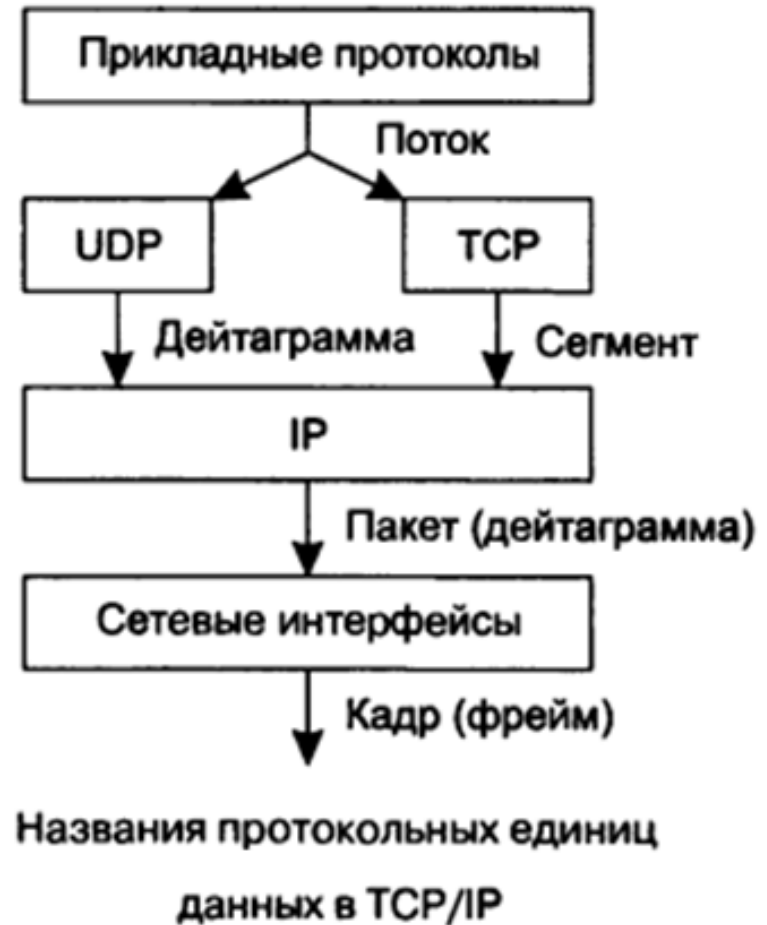 Прикладные протоколы
Поток
UDP
TCP
Дейтаграмма
Сегмент
IP
Пакет (дейтаграмма)
Сетевые интерфейсы
Кадр (фрейм)
Названия протокольных единиц
данных в TCP/IP